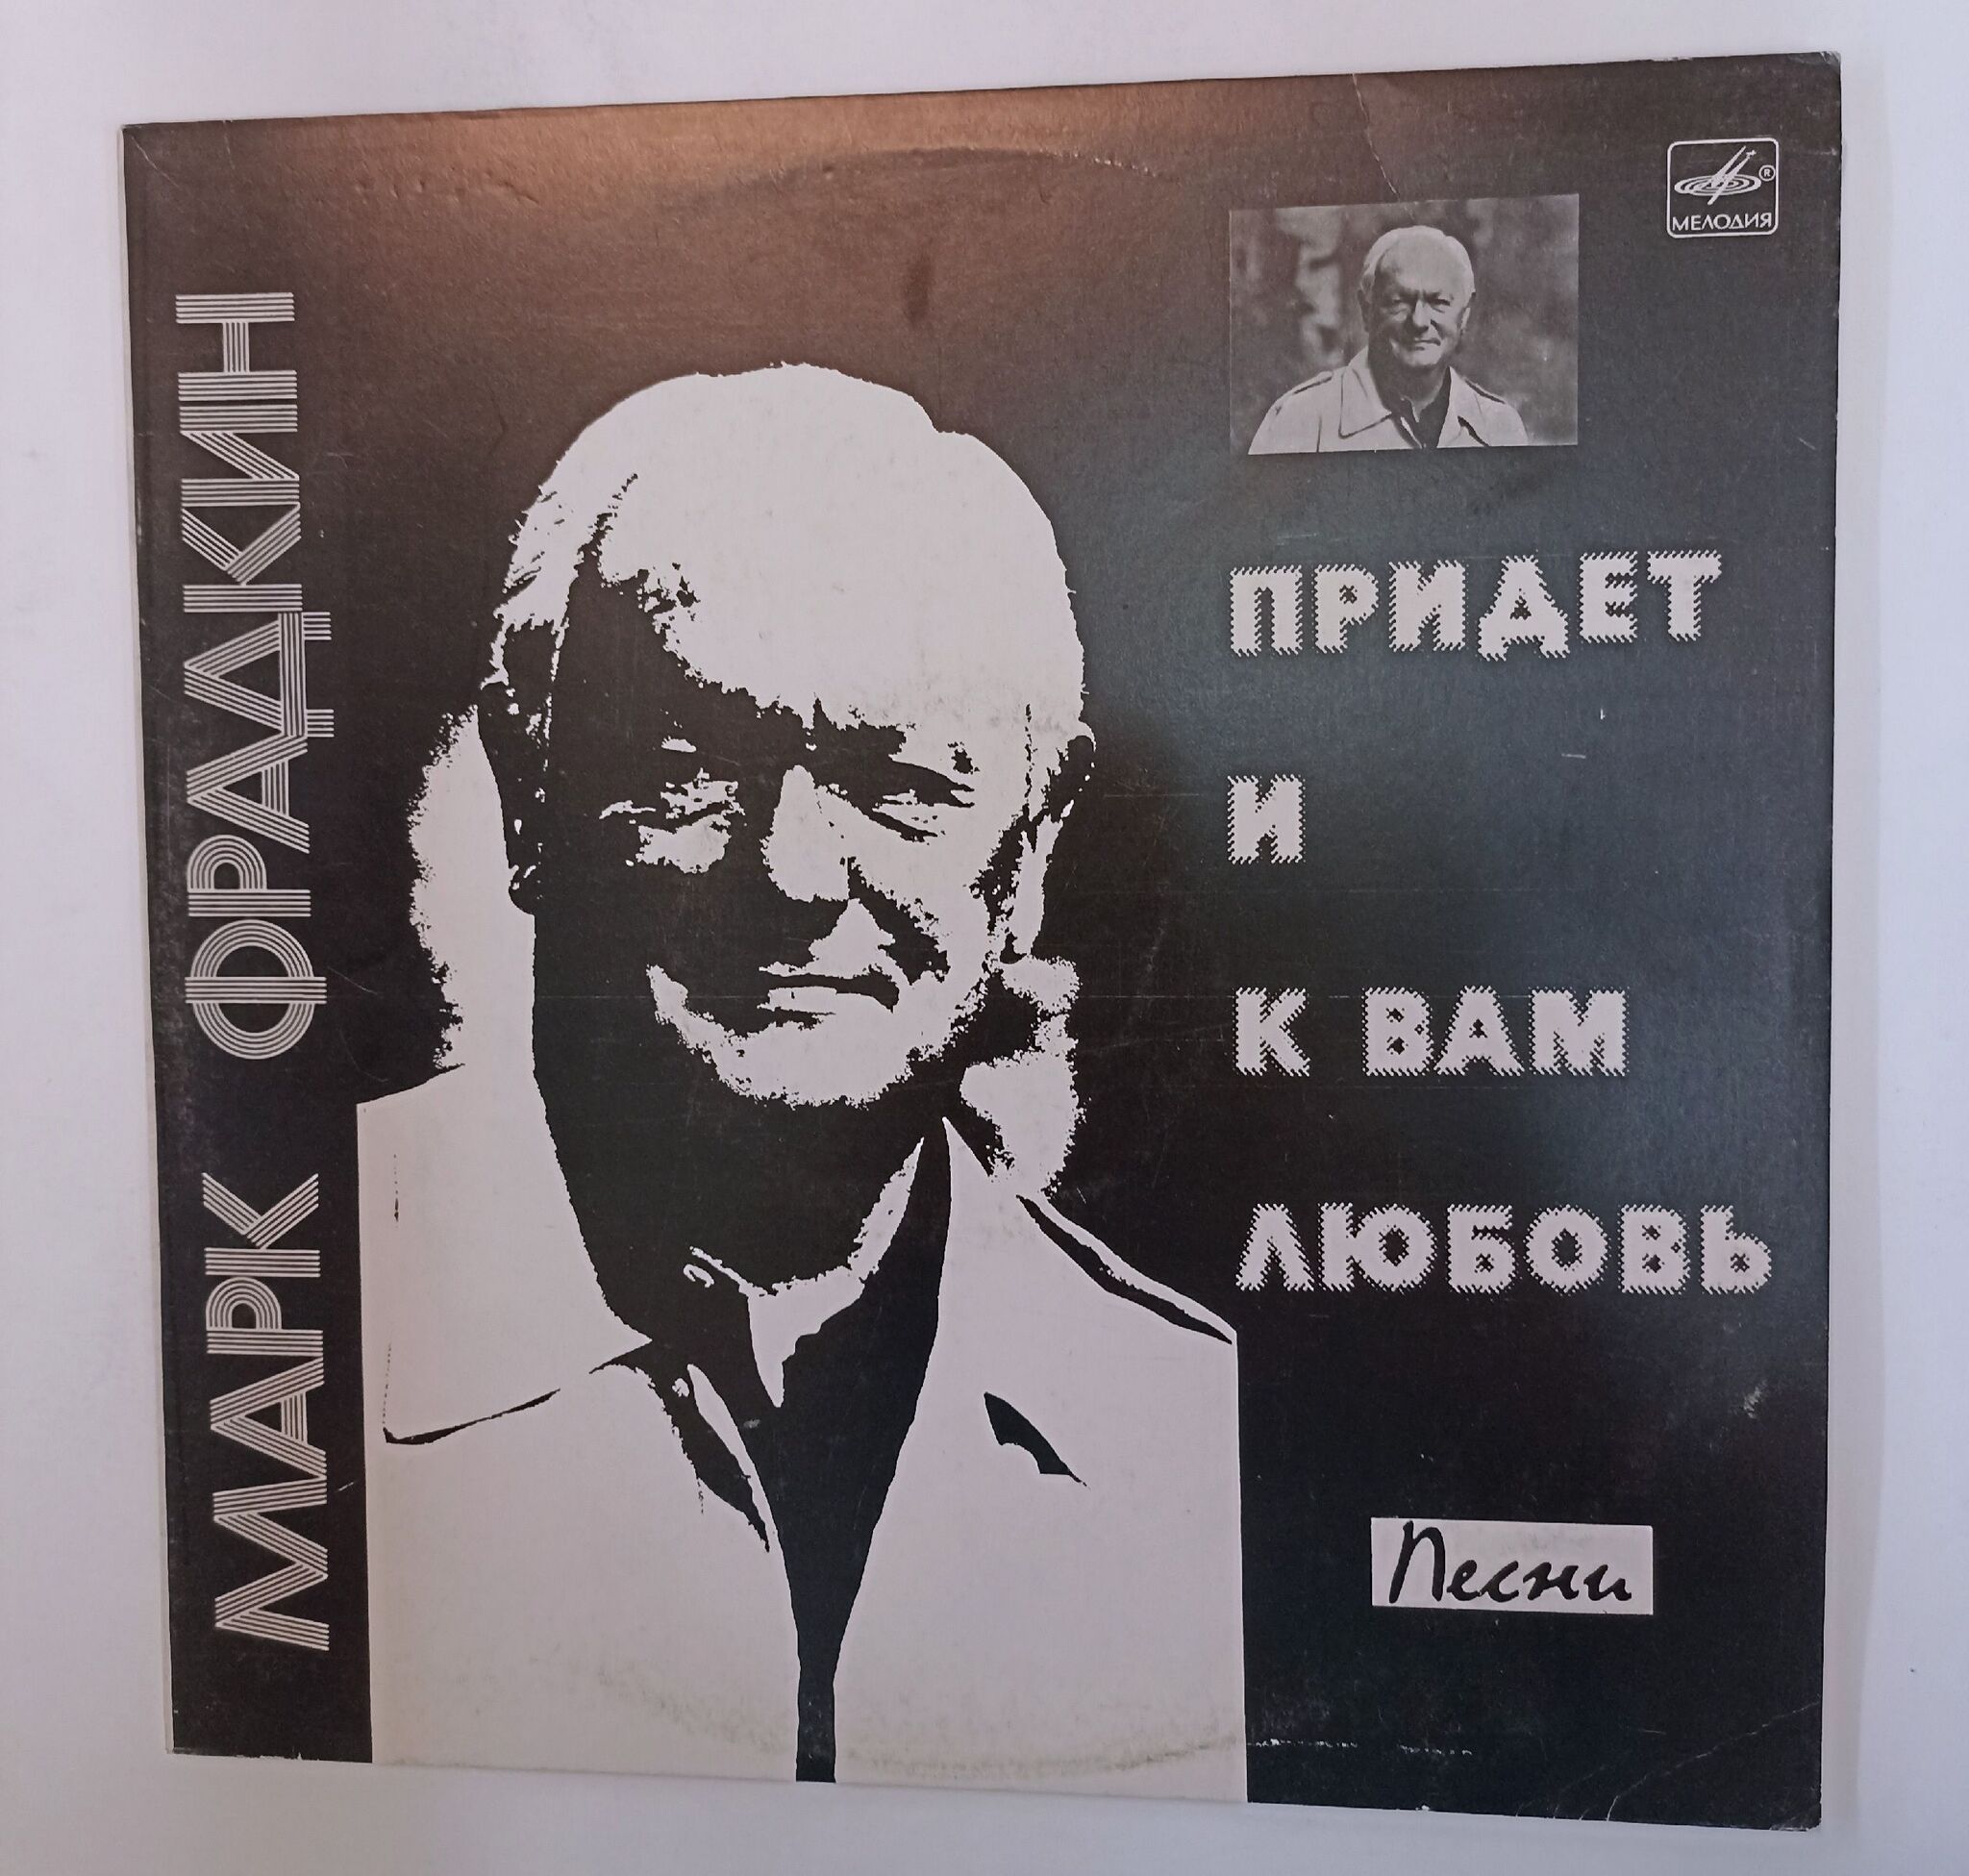 МАРК ФРАДКИН
МЕЛОДИЯ ®
ПРИДЕТ
И
К ВАМ
ЛЮБОВЬ
Песни